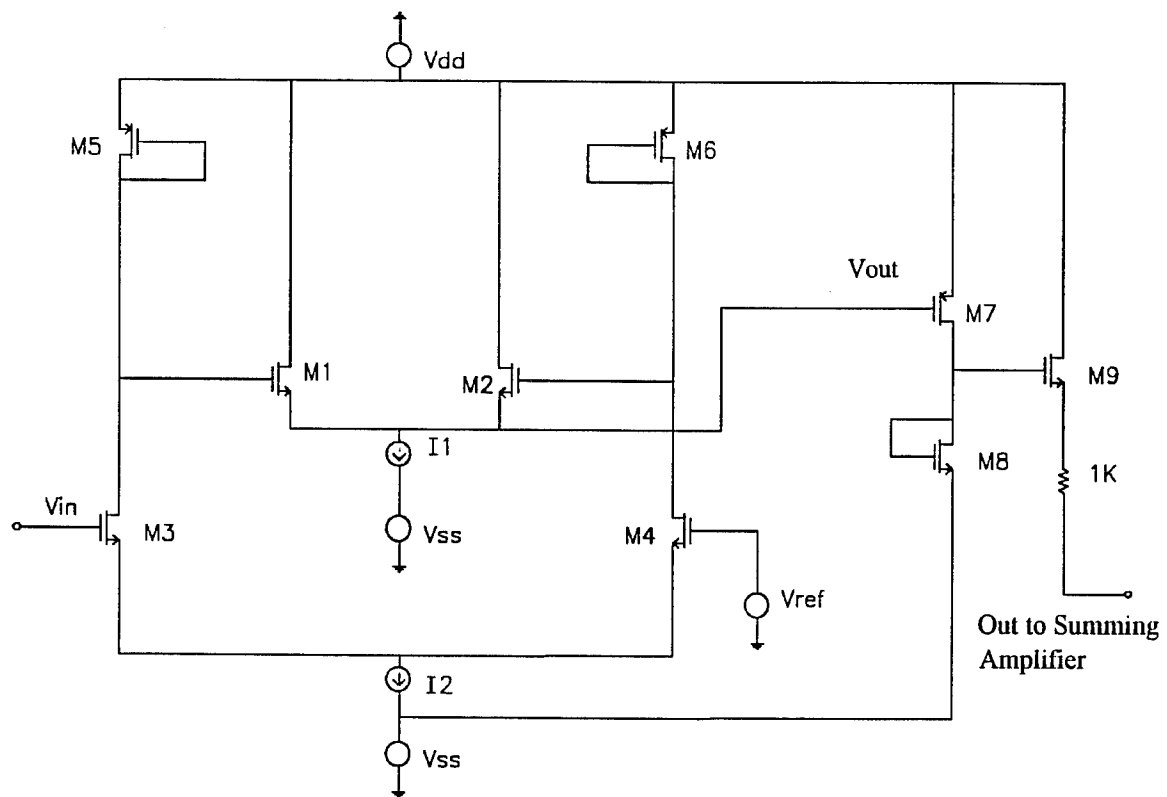 Vdd
M5
M6
Vout
M7
M1
M2
M9
I1
M8
1K
Vin
M3
Vss
M4
Vref
Out to Summing
Amplifier
I2
Vss